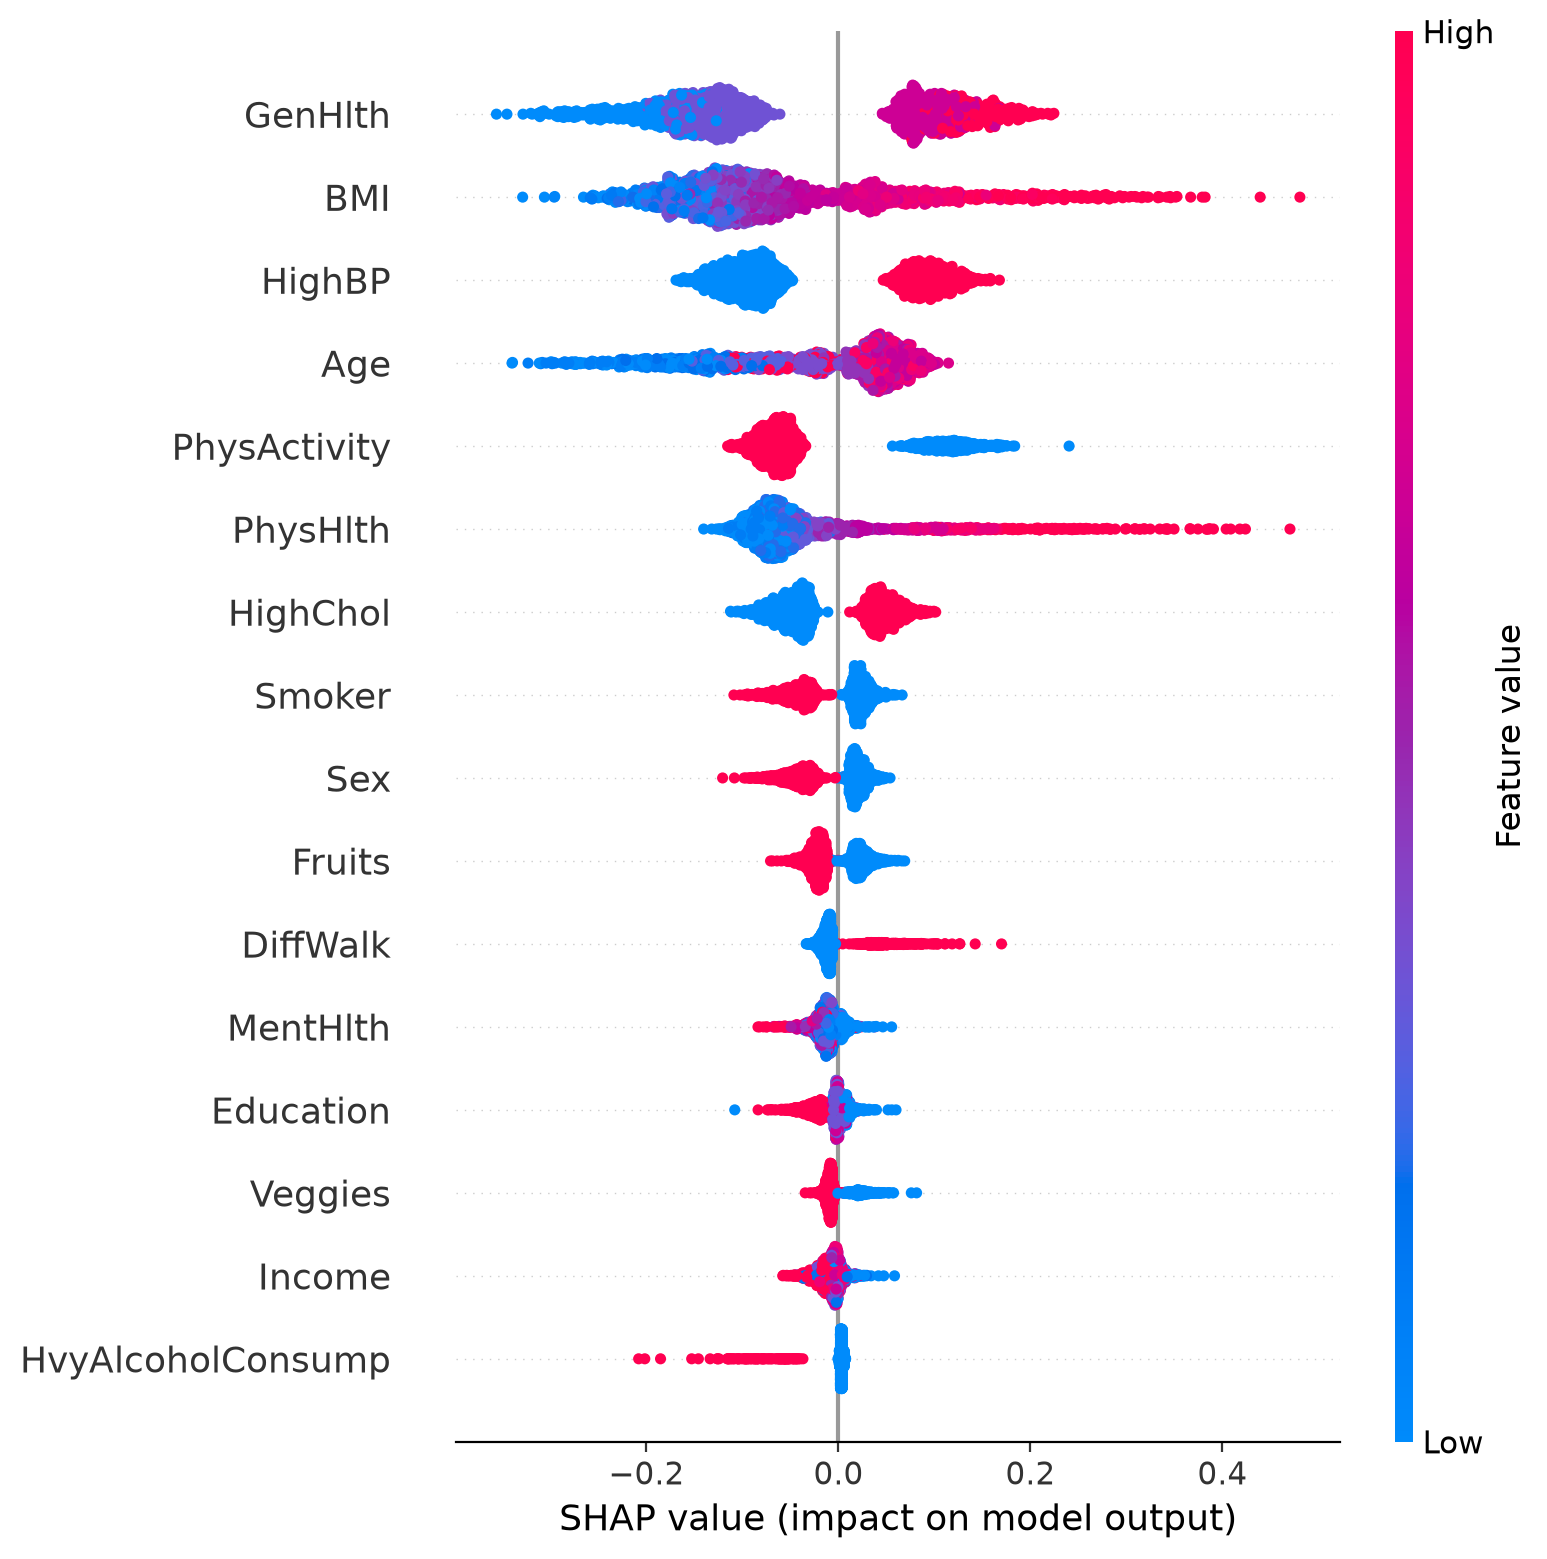 High
GenHlth
BMI
HighBP
Age
PhysActivity
PhysHlth
HighChol
Smoker
Sex
Fruits
DiffWalk
MentHlth
Education
Veggies
Income
HvyAlcoholConsump
Feature value
Low
−0.2 0.0 0.2 0.4
SHAP value (impact on model output)